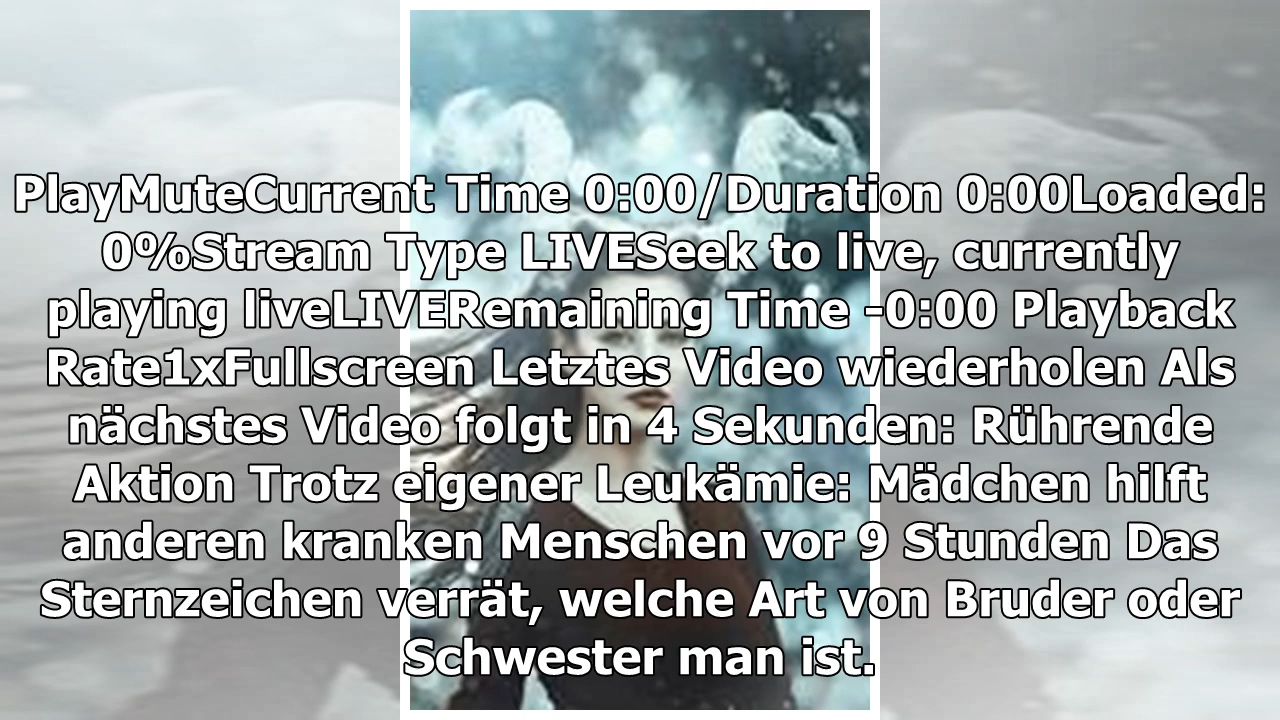 PlayMuteCurrent Time 0:00/Duration 0:00Loaded:
0%Stream Type LIVESeek to live, currently
playing liveLIVERemaining Time -0:00 Playback
Rate1xFullscreen Letztes Video wiederholen Als
nächstes Video folgt in 4 Sekunden: Rührende
Aktion Trotz eigener Leukämie: Mädchen hilft
anderen kranken Menschen vor 9 Stunden Das
Sternzeichen verrät, welche Art von Bruder oder
Schwester man ist.